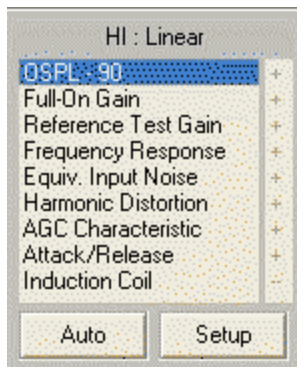 HI : Linear
OSPL - 90
+
Full-On Gain
+
Reference Test Gain
+
Frequency Response
+
Equiv. Input Noise
+
Harmonic Distortion
+
AGC Characteristic
+
Attack/Release
+
Induction Coil
--
Auto
Setup